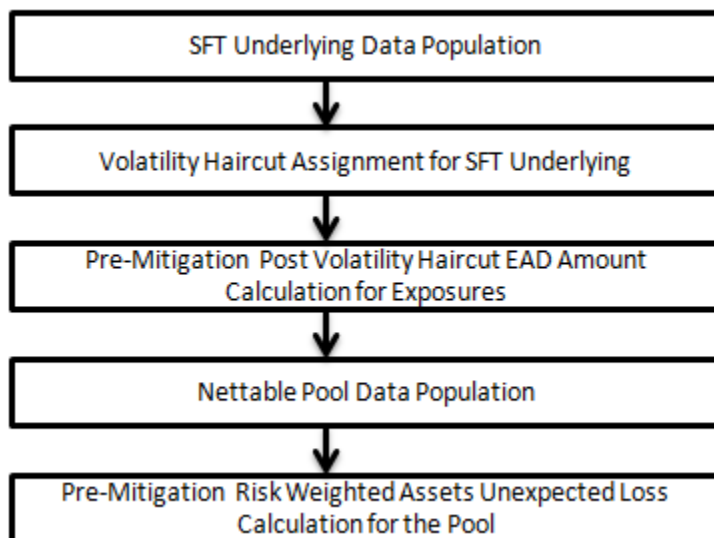 SFT Underlying Data Population
Volatility Haircut Assignment for SFT Underlying
Pre-Mitigation Post Volatility Haircut EAD Amount
Calculation for Exposures
Nettable Pool Data Population
Pre-Mitigation Risk Weighted Assets Unexpected Loss
Calculation for the Pool